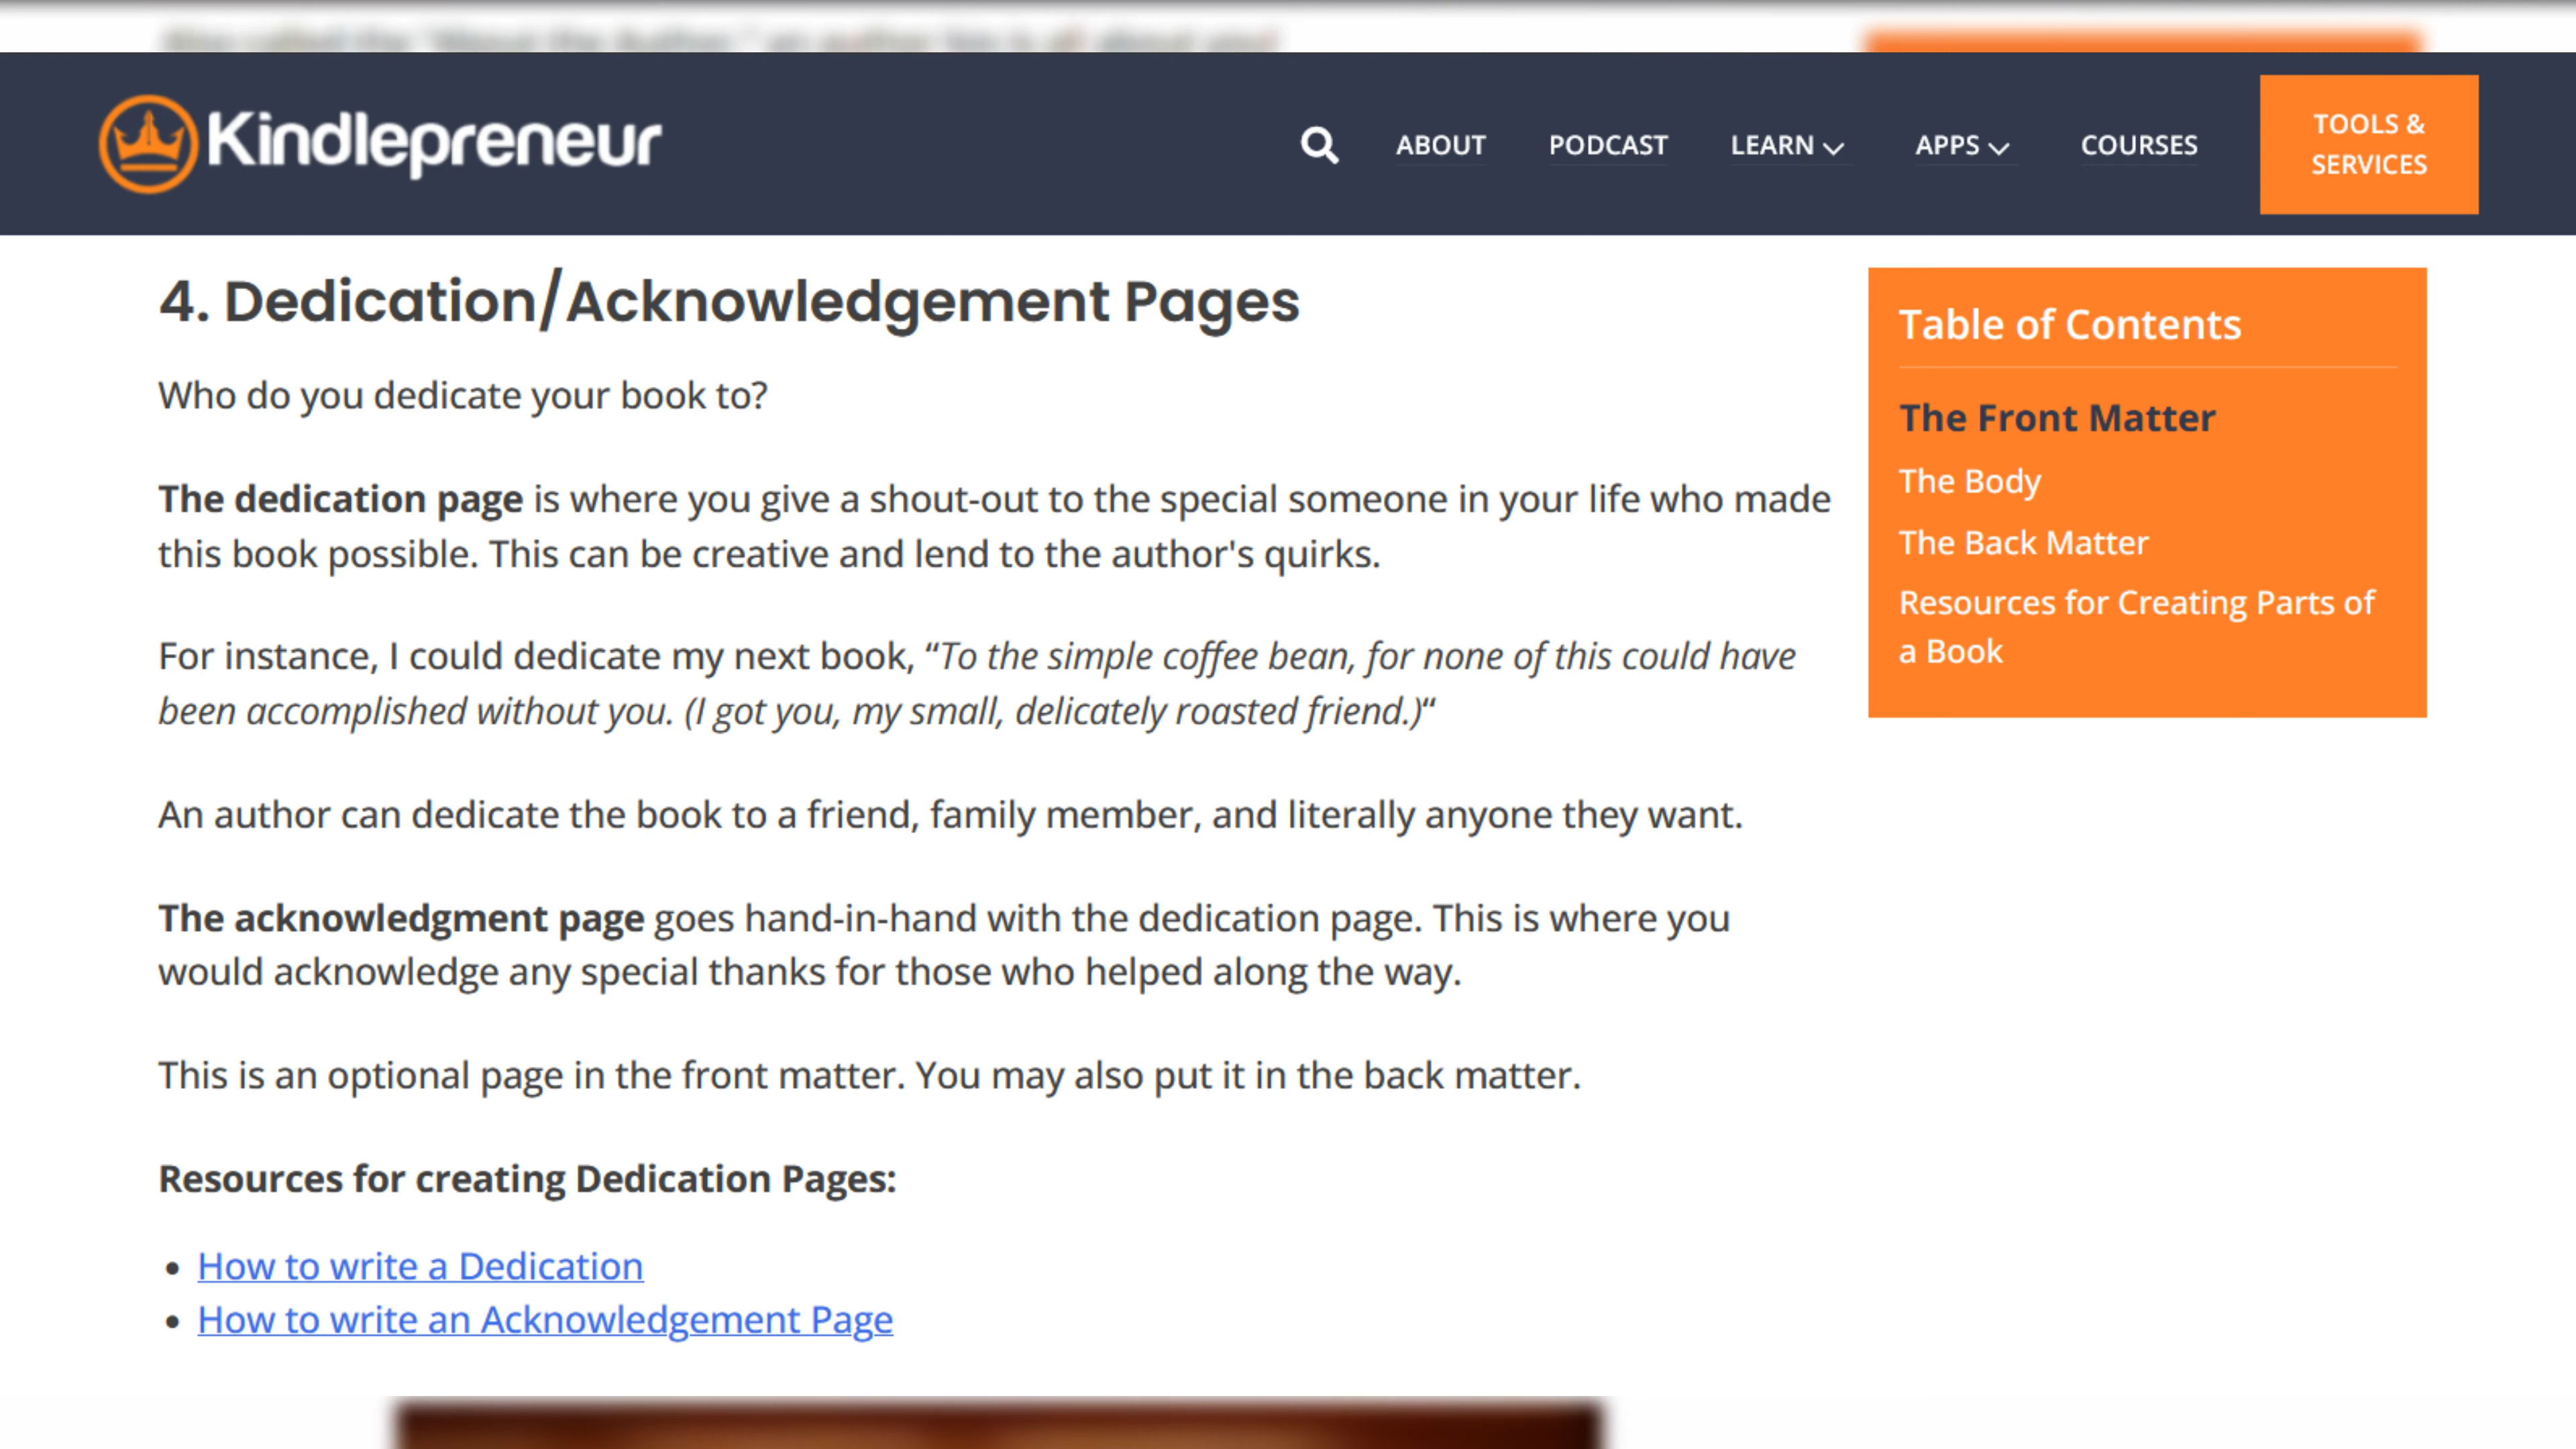 Kindlepreneur
ABOUT
PODCAST
LEARN
APPS
COURSES
TOOLS &
SERVICES
4. Dedication/Acknowledgement Pages
Who do you dedicate your book to?
The dedication page is where you give a shout-out to the special someone in your life who made
this book possible. This can be creative and lend to the author's quirks.
For instance, I could dedicate my next book, “To the simple coffee bean, for none of this could have
been accomplished without you. (I got you, my small, delicately roasted friend.)“
An author can dedicate the book to a friend, family member, and literally anyone they want.
The acknowledgment page goes hand-in-hand with the dedication page. This is where you
would acknowledge any special thanks for those who helped along the way.
This is an optional page in the front matter. You may also put it in the back matter.
Resources for creating Dedication Pages:
• How to write a Dedication
• How to write an Acknowledgement Page
Table of Contents
The Front Matter
The Body
The Back Matter
Resources for Creating Parts of
a Book